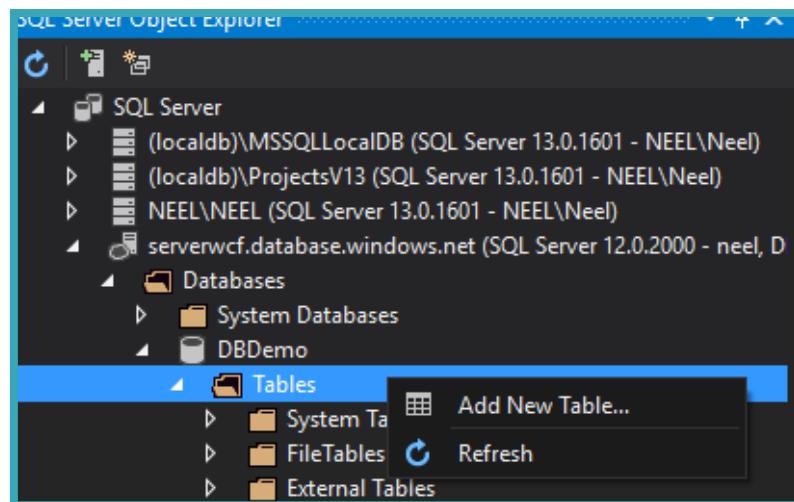 SQL Server Object Explorer
SQL Server
(localdb)\MSSQLLocalDB (SQL Server 13.0.1601 - NEEL\Neel)
(localdb)\ProjectsV13 (SQL Server 13.0.1601 - NEEL\Neel)
NEEL\NEEL (SQL Server 13.0.1601 - NEEL\Neel)
serverwcf.database.windows.net (SQL Server 12.0.2000 - neel, D
Databases
System Databases
DBDemo
Tables
Add New Table...
System Ta
FileTables
Refresh
External Tables